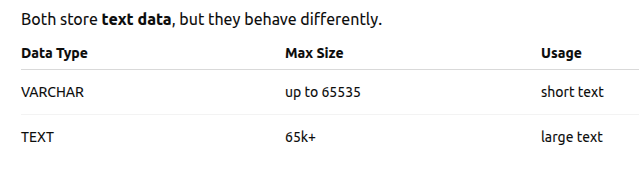 Both store text data, but they behave differently.
Data Type Max Size Usage
VARCHAR up to 65535 short text
TEXT 65k+ large text